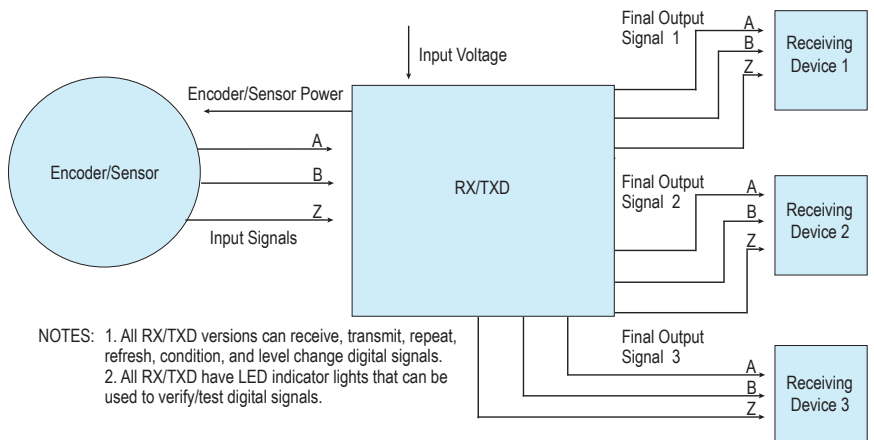 Input Voltage
Encoder/Sensor Power
Encoder/Sensor
A
B
Z
Input Signals
RX/TXD
Final Output
Signal 1
A
B
Z
Receiving
Device 1
Final Output
Signal 2
A
B
Z
Receiving
Device 2
Final Output
Signal 3
A
B
Z
Receiving
Device 3
NOTES: 1. All RX/TXD versions can receive, transmit, repeat,
refresh, condition, and level change digital signals.
2. All RX/TXD have LED indicator lights that can be
used to verify/test digital signals.